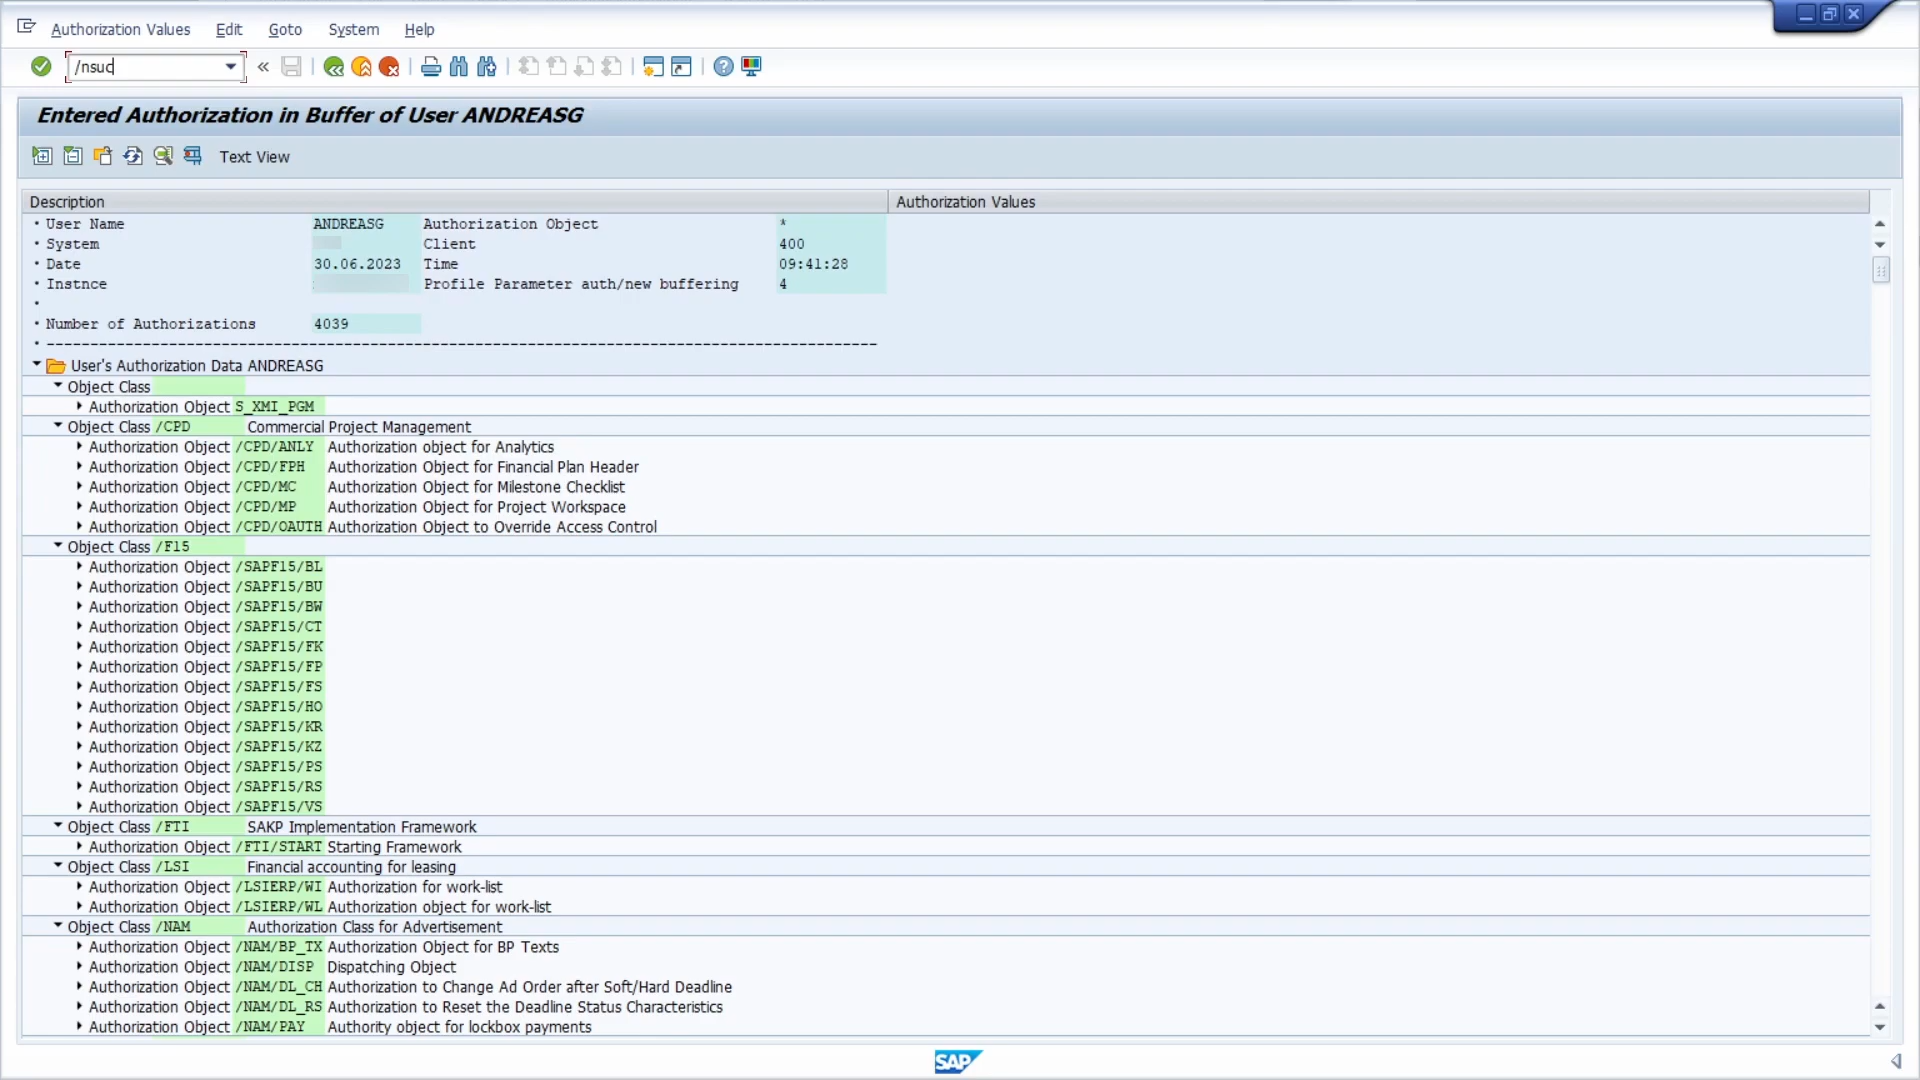 Authorization Values Edit Goto System Help
/nsuc
Entered Authorization in Buffer of User ANDREASG
Text View
Description Authorization Values
User Name ANDREASG Authorization Object *
System Client 400
Date 30.06.2023 Time 09:41:28
Instnce Profile Parameter auth/new buffering 4
Number of Authorizations 4039
User's Authorization Data ANDREASG
Object Class
Authorization Object S_XMI_PGM
Object Class /CPD Commercial Project Management
Authorization Object /CPD/ANLY Authorization object for Analytics
Authorization Object /CPD/FPH Authorization Object for Financial Plan Header
Authorization Object /CPD/MC Authorization Object for Milestone Checklist
Authorization Object /CPD/MP Authorization Object for Project Workspace
Authorization Object /CPD/OAUTH Authorization Object to Override Access Control
Object Class /F15
Authorization Object /SAPF15/BL
Authorization Object /SAPF15/BU
Authorization Object /SAPF15/BW
Authorization Object /SAPF15/CT
Authorization Object /SAPF15/FK
Authorization Object /SAPF15/FP
Authorization Object /SAPF15/FS
Authorization Object /SAPF15/HO
Authorization Object /SAPF15/KR
Authorization Object /SAPF15/KZ
Authorization Object /SAPF15/PS
Authorization Object /SAPF15/RS
Authorization Object /SAPF15/VS
Object Class /FTI SAKP Implementation Framework
Authorization Object /FTI/START Starting Framework
Object Class /LSI Financial accounting for leasing
Authorization Object /LSIERP/WI Authorization for work-list
Authorization Object /LSIERP/WL Authorization object for work-list
Object Class /NAM Authorization Class for Advertisement
Authorization Object /NAM/BP_TX Authorization Object for BP Texts
Authorization Object /NAM/DISP Dispatching Object
Authorization Object /NAM/DL_CH Authorization to Change Ad Order after Soft/Hard Deadline
Authorization Object /NAM/DL_RS Authorization to Reset the Deadline Status Characteristics
Authorization Object /NAM/PAY Authority object for lockbox payments
SAP